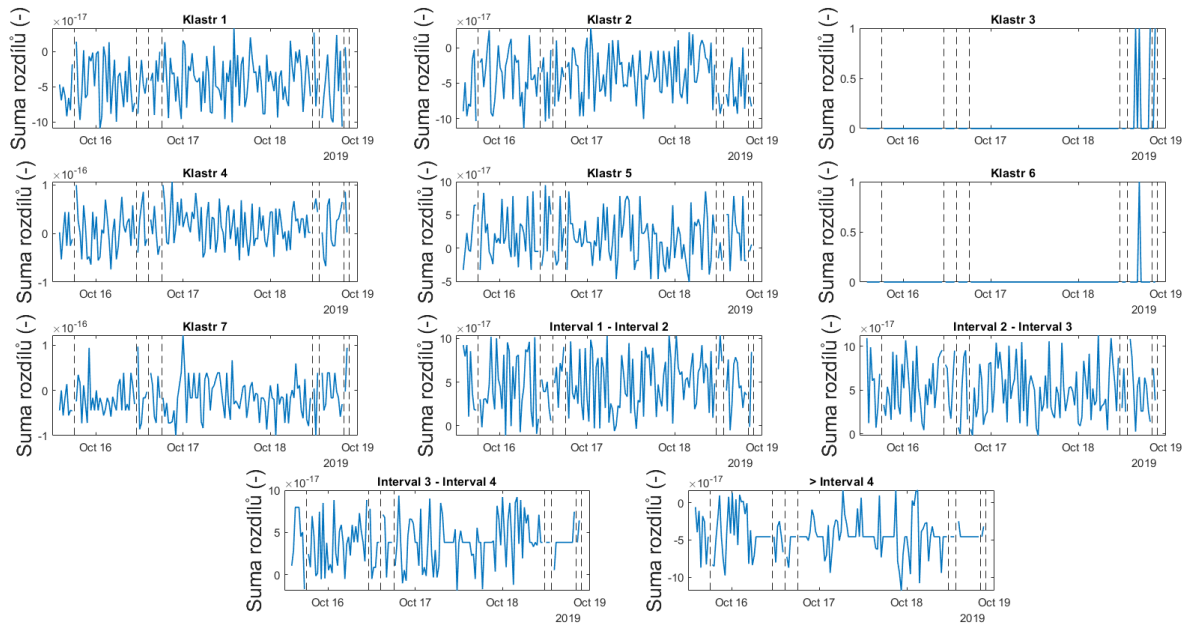 Klastr 1
×10-17
Suma rozdílů (-)
0
-5
-10
Oct 16
Oct 17
Oct 18
Oct 19
2019
Klastr 2
×10-17
Suma rozdílů (-)
0
-5
-10
Oct 16
Oct 17
Oct 18
Oct 19
2019
Klastr 3
Suma rozdílů (-)
1
0.5
0
Oct 16
Oct 17
Oct 18
Oct 19
2019
Klastr 4
×10-16
Suma rozdílů (-)
1
0
-1
Oct 16
Oct 17
Oct 18
Oct 19
2019
Klastr 5
×10-17
Suma rozdílů (-)
10
5
0
-5
Oct 16
Oct 17
Oct 18
Oct 19
2019
Klastr 6
Suma rozdílů (-)
1
0.5
0
Oct 16
Oct 17
Oct 18
Oct 19
2019
Klastr 7
×10-16
Suma rozdílů (-)
1
0
-1
Oct 16
Oct 17
Oct 18
Oct 19
2019
Interval 1 - Interval 2
×10-17
Suma rozdílů (-)
10
5
0
Oct 16
Oct 17
Oct 18
Oct 19
2019
Interval 2 - Interval 3
×10-17
Suma rozdílů (-)
10
5
0
Oct 16
Oct 17
Oct 18
Oct 19
2019
Interval 3 - Interval 4
×10-17
Suma rozdílů (-)
10
5
0
Oct 16
Oct 17
Oct 18
Oct 19
2019
> Interval 4
×10-17
Suma rozdílů (-)
0
-5
-10
Oct 16
Oct 17
Oct 18
Oct 19
2019